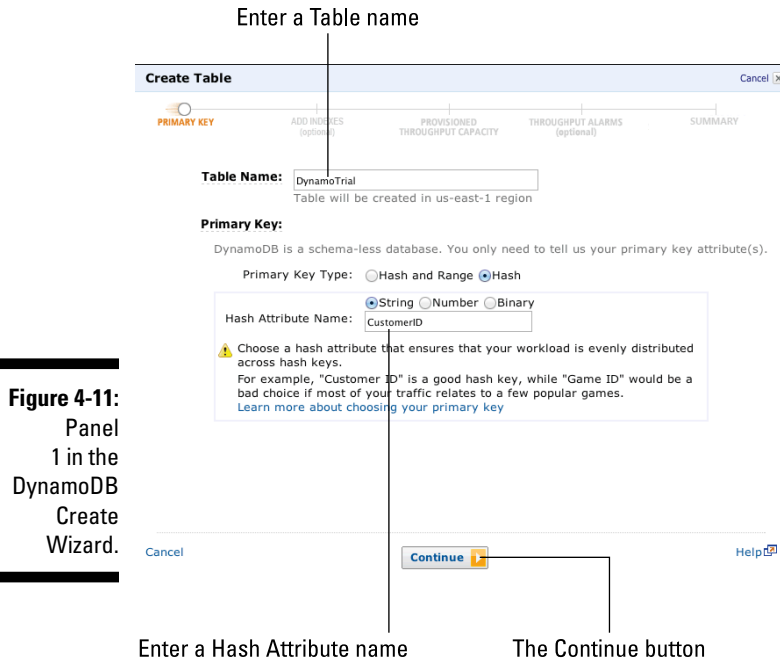 Enter a Table name
Create Table
Cancel
PRIMARY KEY
ADD INDEXES
(optional)
PROVISIONED
THROUGHPUT CAPACITY
THROUGHPUT ALARMS
(optional)
SUMMARY
Table Name:
DynamoTrial
Table will be created in us-east-1 region
Primary Key:
DynamoDB is a schema-less database. You only need to tell us your primary key attribute(s).
Primary Key Type: Hash and Range Hash
String Number Binary
Hash Attribute Name:
CustomerID
Choose a hash attribute that ensures that your workload is evenly distributed
across hash keys.
For example, "Customer ID" is a good hash key, while "Game ID" would be a
bad choice if most of your traffic relates to a few popular games.
Learn more about choosing your primary key
Figure 4-11:
Panel
1 in the
DynamoDB
Create
Wizard.
Cancel
Continue
Help
Enter a Hash Attribute name
The Continue button